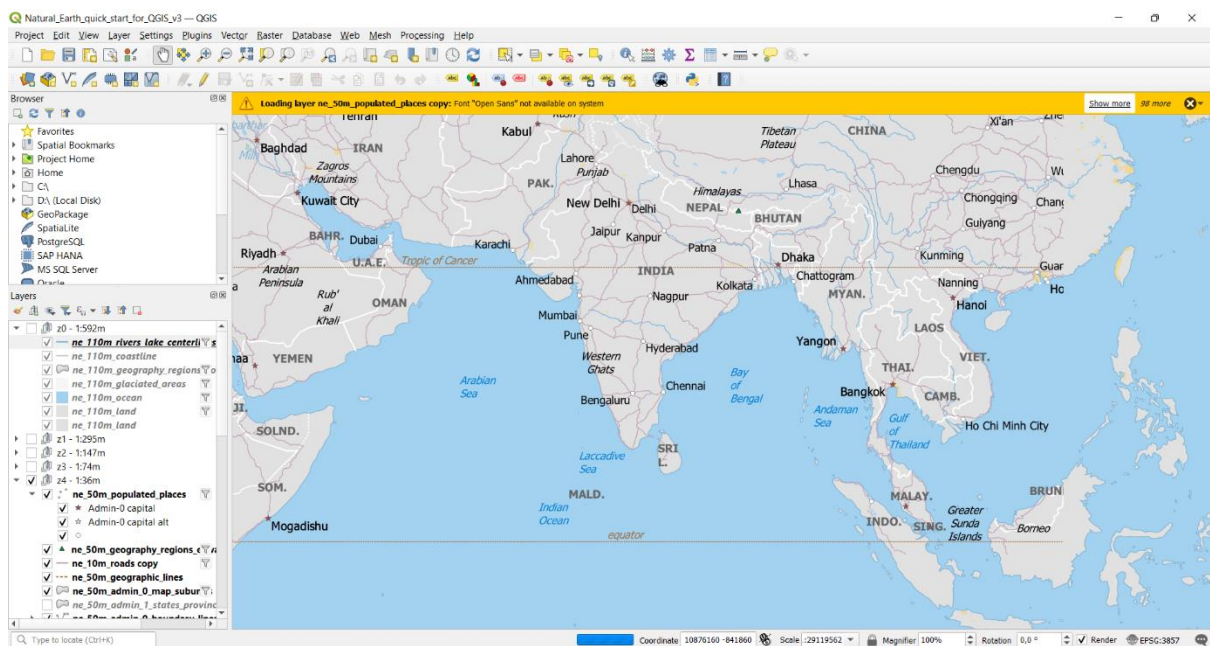 Natural_Earth_quick_start_for_QGIS_v3 — QGIS
Project Edit View Layer Settings Plugins Vector Raster Database Web Mesh Processing Help
Browser
Favorites
Spatial Bookmarks
Project Home
Home
C:\
D:\ (Local Disk)
GeoPackage
SpatiaLite
PostgreSQL
SAP HANA
MS SQL Server
Layers
z0 - 1:592m
ne_110m_rivers_lake_centerli
ne_110m_coastline
ne_110m_geography_regions
ne_110m_glaciated_areas
ne_110m_ocean
ne_110m_land
ne_110m_land
z1 - 1:295m
z2 - 1:147m
z3 - 1:74m
z4 - 1:36m
ne_50m_populated_places
Admin-0 capital
Admin-0 capital alt
ne_50m_geography_regions_e
ne_10m_roads copy
ne_50m_geographic_lines
ne_50m_admin_0_map_subun
ne_50m_admin_1_states_provinc
Loading layer ne_50m_populated_places copy: Font "Open Sans" not available on system
Show more 98 more
Tehran
Kabul
Tibetan
Plateau
CHINA
Xi'an
Baghdad
IRAN
Zagros
Mountains
Lahore
Punjab
PAK.
Kuwait City
New Delhi
Delhi
Himalayas
NEPAL
Lhasa
BHUTAN
Chengdu
Chongqing
Guiyang
BAHR.
Dubai
Riyadh
U.A.E.
Tropic of Cancer
Karachi
Jaipur
Kanpur
Patna
Dhaka
Kunming
Arabian
Peninsula
Rub'
al
Khali
OMAN
Ahmedabad
INDIA
Nagpur
Kolkata
Chattogram
MYAN.
Nanning
Hanoi
Mumbai
Pune
Western
Ghats
Hyderabad
Yangon
LAOS
VIET.
THAI.
YEMEN
Arabian
Sea
Bengaluru
Chennai
Bay
of
Bengal
Bangkok
CAMB.
Andaman
Sea
Gulf
of
Thailand
Ho Chi Minh City
SOLND.
Laccadive
Sea
SRI
L.
SOM.
MALD.
Indian
Ocean
MALAY.
BRUN
Mogadishu
INDO.
SING.
Greater
Sunda
Islands
Borneo
equator
Type to locate (Ctrl+K)
Coordinate 10876160 -841860 Scale :29119562 Magnifier 100% Rotation 0,0 ° Render EPSG:3857